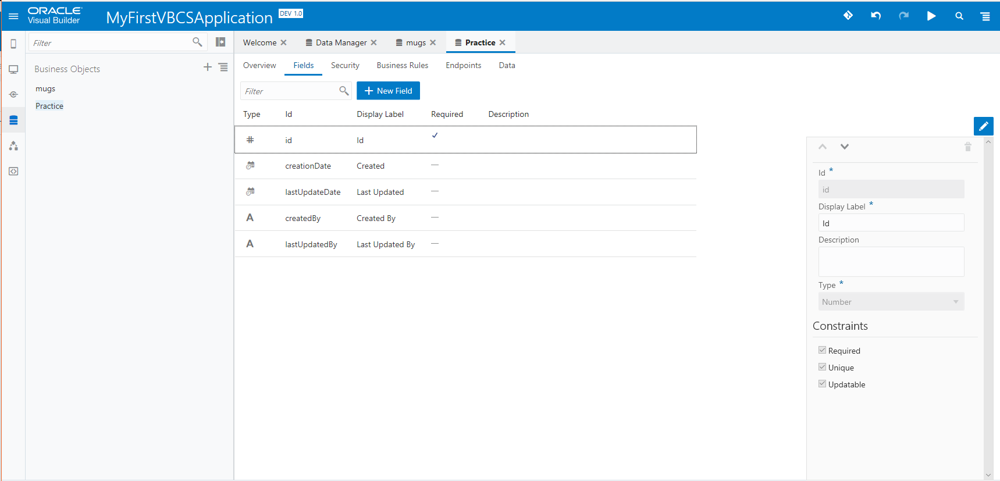 ORACLE
Visual Builder
MyFirstVBCSApplication DEV 1.0
Filter
Welcome Data Manager mugs Practice
Business Objects
mugs
Practice
Overview Fields Security Business Rules Endpoints Data
Filter New Field
Type Id Display Label Required Description
id Id
creationDate Created
lastUpdateDate Last Updated
A createdBy Created By
A lastUpdatedBy Last Updated By
Id *
id
Display Label *
Id
Description
Type *
Number
Constraints
Required
Unique
Updatable